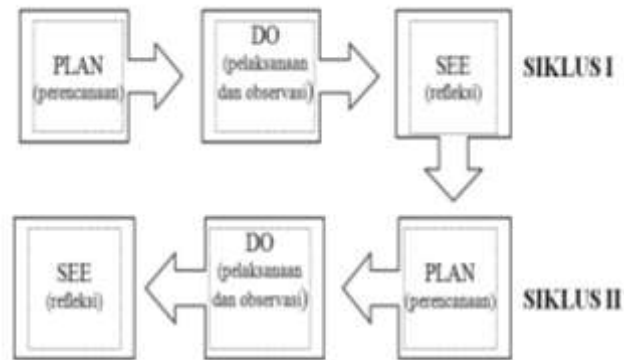 PLAN
(perencanaan)
DO
(pelaksanaan
dan observasi)
SEE
(refleksi)
SIKLUS I
SEE
(refleksi)
DO
(pelaksanaan
dan observasi)
PLAN
(perencanaan)
SIKLUS II